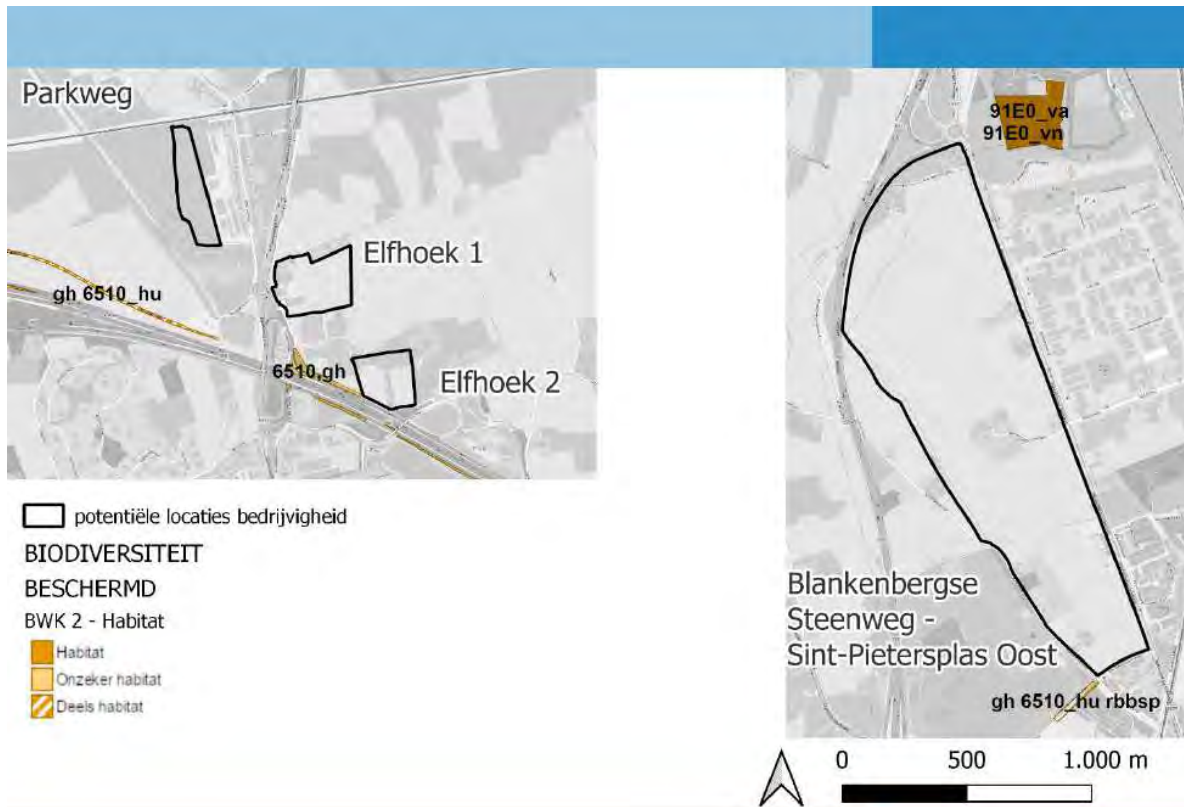 Parkweg
Elfhoek 1
gh 6510_hu
6510,gh
Elfhoek 2
91E0_va
91E0_vn
Blankenbergse
Steenweg -
Sint-Pietersplas Oost
gh 6510_hu rbbsp
potentiële locaties bedrijvigheid
BIODIVERSITEIT
BESCHERMD
BWK 2 - Habitat
Habitat
Onzeker habitat
Deels habitat
0 500 1.000 m